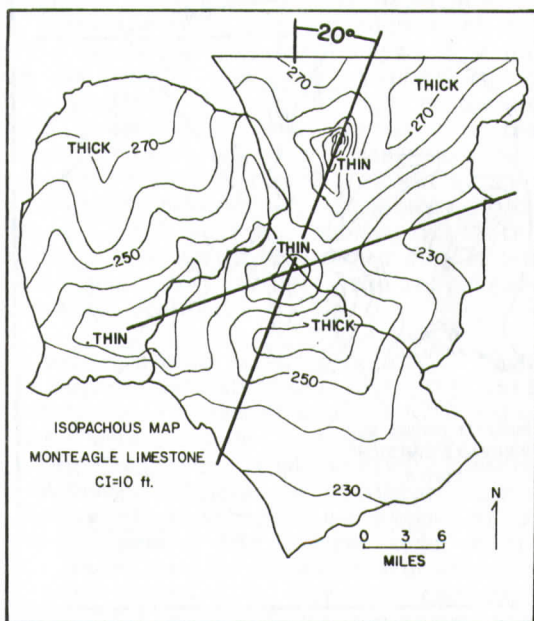 20°
270
THICK
270
THICK
270
THIN
250
THIN
230
THIN
THICK
250
ISOPACHOUS MAP
MONTEAGLE LIMESTONE
CI=10 ft.
230
N
0 3 6
MILES